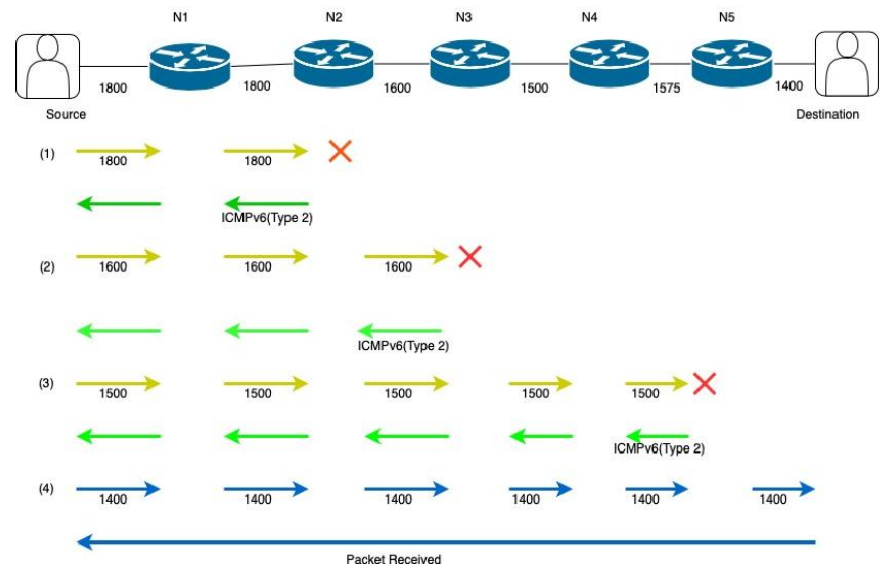 N1 N2 N3 N4 N5
1800 1800 1600 1500 1575 1400
Source Destination
(1) 1800 1800
ICMPv6(Type 2)
(2) 1600 1600 1600
ICMPv6(Type 2)
(3) 1500 1500 1500 1500 1500
ICMPv6(Type 2)
(4) 1400 1400 1400 1400 1400 1400
Packet Received